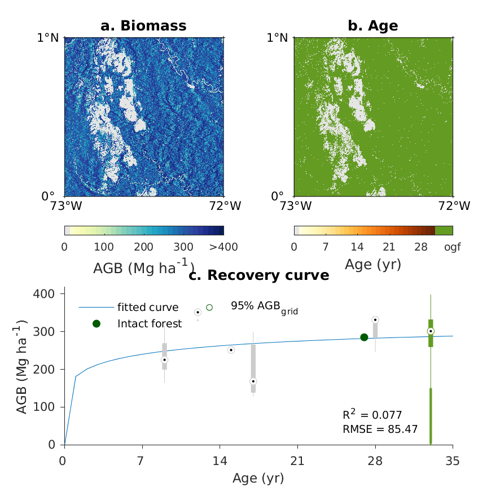 a. Biomass
b. Age
1°N
1°N
0°
0°
73°W
72°W
73°W
72°W
0 100 200 300 >400
AGB (Mg ha⁻¹)
0 7 14 21 28 ogf
Age (yr)
c. Recovery curve
400
300
200
100
0
AGB (Mg ha⁻¹)
fitted curve
95% AGB_grid
Intact forest
R² = 0.077
RMSE = 85.47
0 7 14 21 28 35
Age (yr)